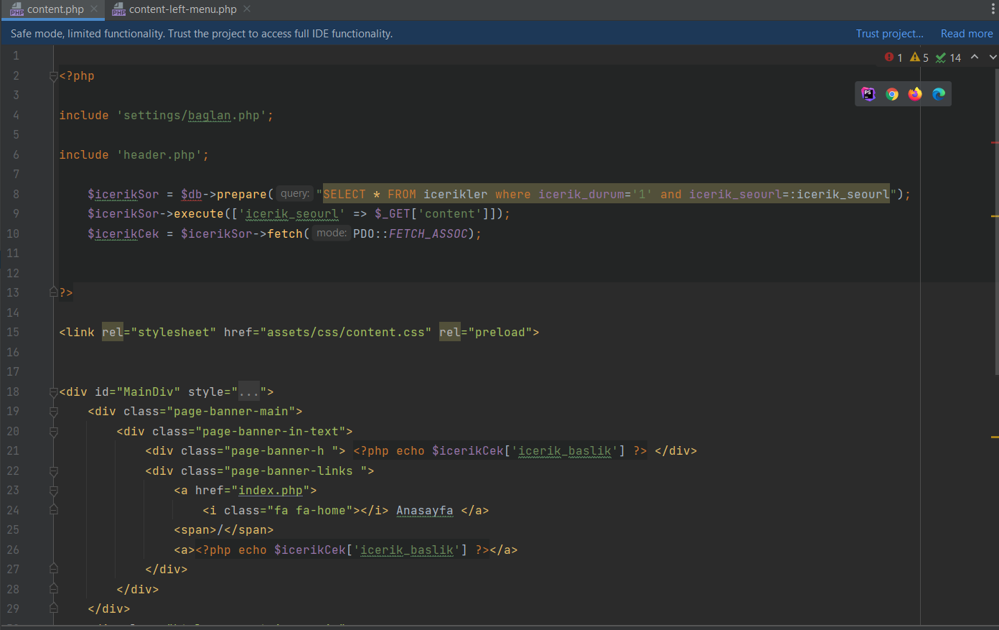 content.php content-left-menu.php
Safe mode, limited functionality. Trust the project to access full IDE functionality. Trust project... Read more
1
1 5 14
2 <?php
3
4 include 'settings/baglan.php';
5
6 include 'header.php';
7
8 $icerikSor = $db->prepare( query: "SELECT * FROM icerikler where icerik_durum='1' and icerik_seourl=:icerik_seourl");
9 $icerikSor->execute(['icerik_seourl' => $_GET['content']]);
10 $icerikCek = $icerikSor->fetch( mode: PDO::FETCH_ASSOC);
11
12
13 ?>
14
15 <link rel="stylesheet" href="assets/css/content.css" rel="preload">
16
17
18 <div id="MainDiv" style="...">
19 <div class="page-banner-main">
20 <div class="page-banner-in-text">
21 <div class="page-banner-h "> <?php echo $icerikCek['icerik_baslik'] ?> </div>
22 <div class="page-banner-links ">
23 <a href="index.php">
24 <i class="fa fa-home"></i> Anasayfa </a>
25 <span>/</span>
26 <a><?php echo $icerikCek['icerik_baslik'] ?></a>
27 </div>
28 </div>
29 </div>